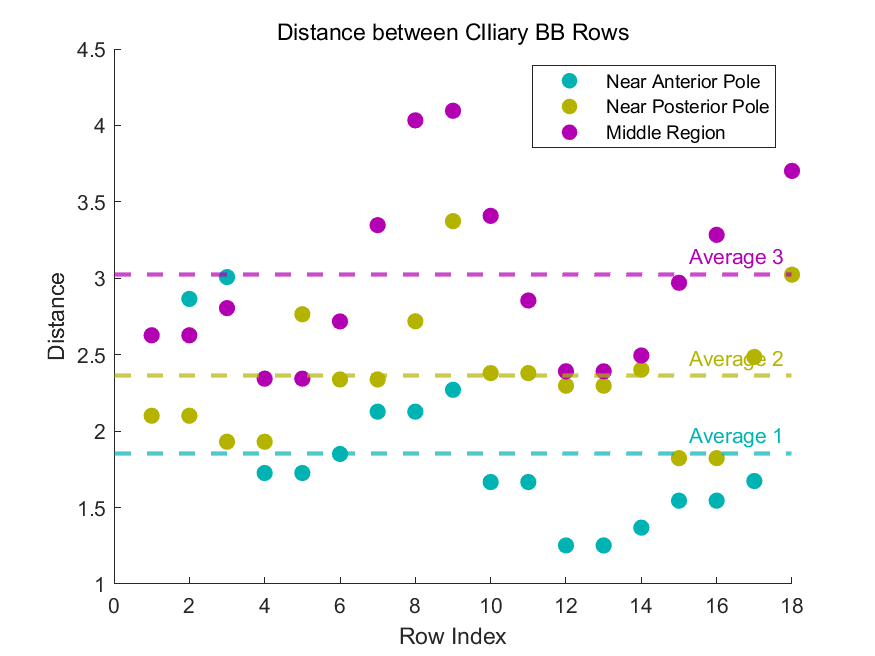 Distance between CIliary BB Rows
Near Anterior Pole
Near Posterior Pole
Middle Region
4.5
4
3.5
3
2.5
2
1.5
1
Distance
Average 3
Average 2
Average 1
0 2 4 6 8 10 12 14 16 18
Row Index